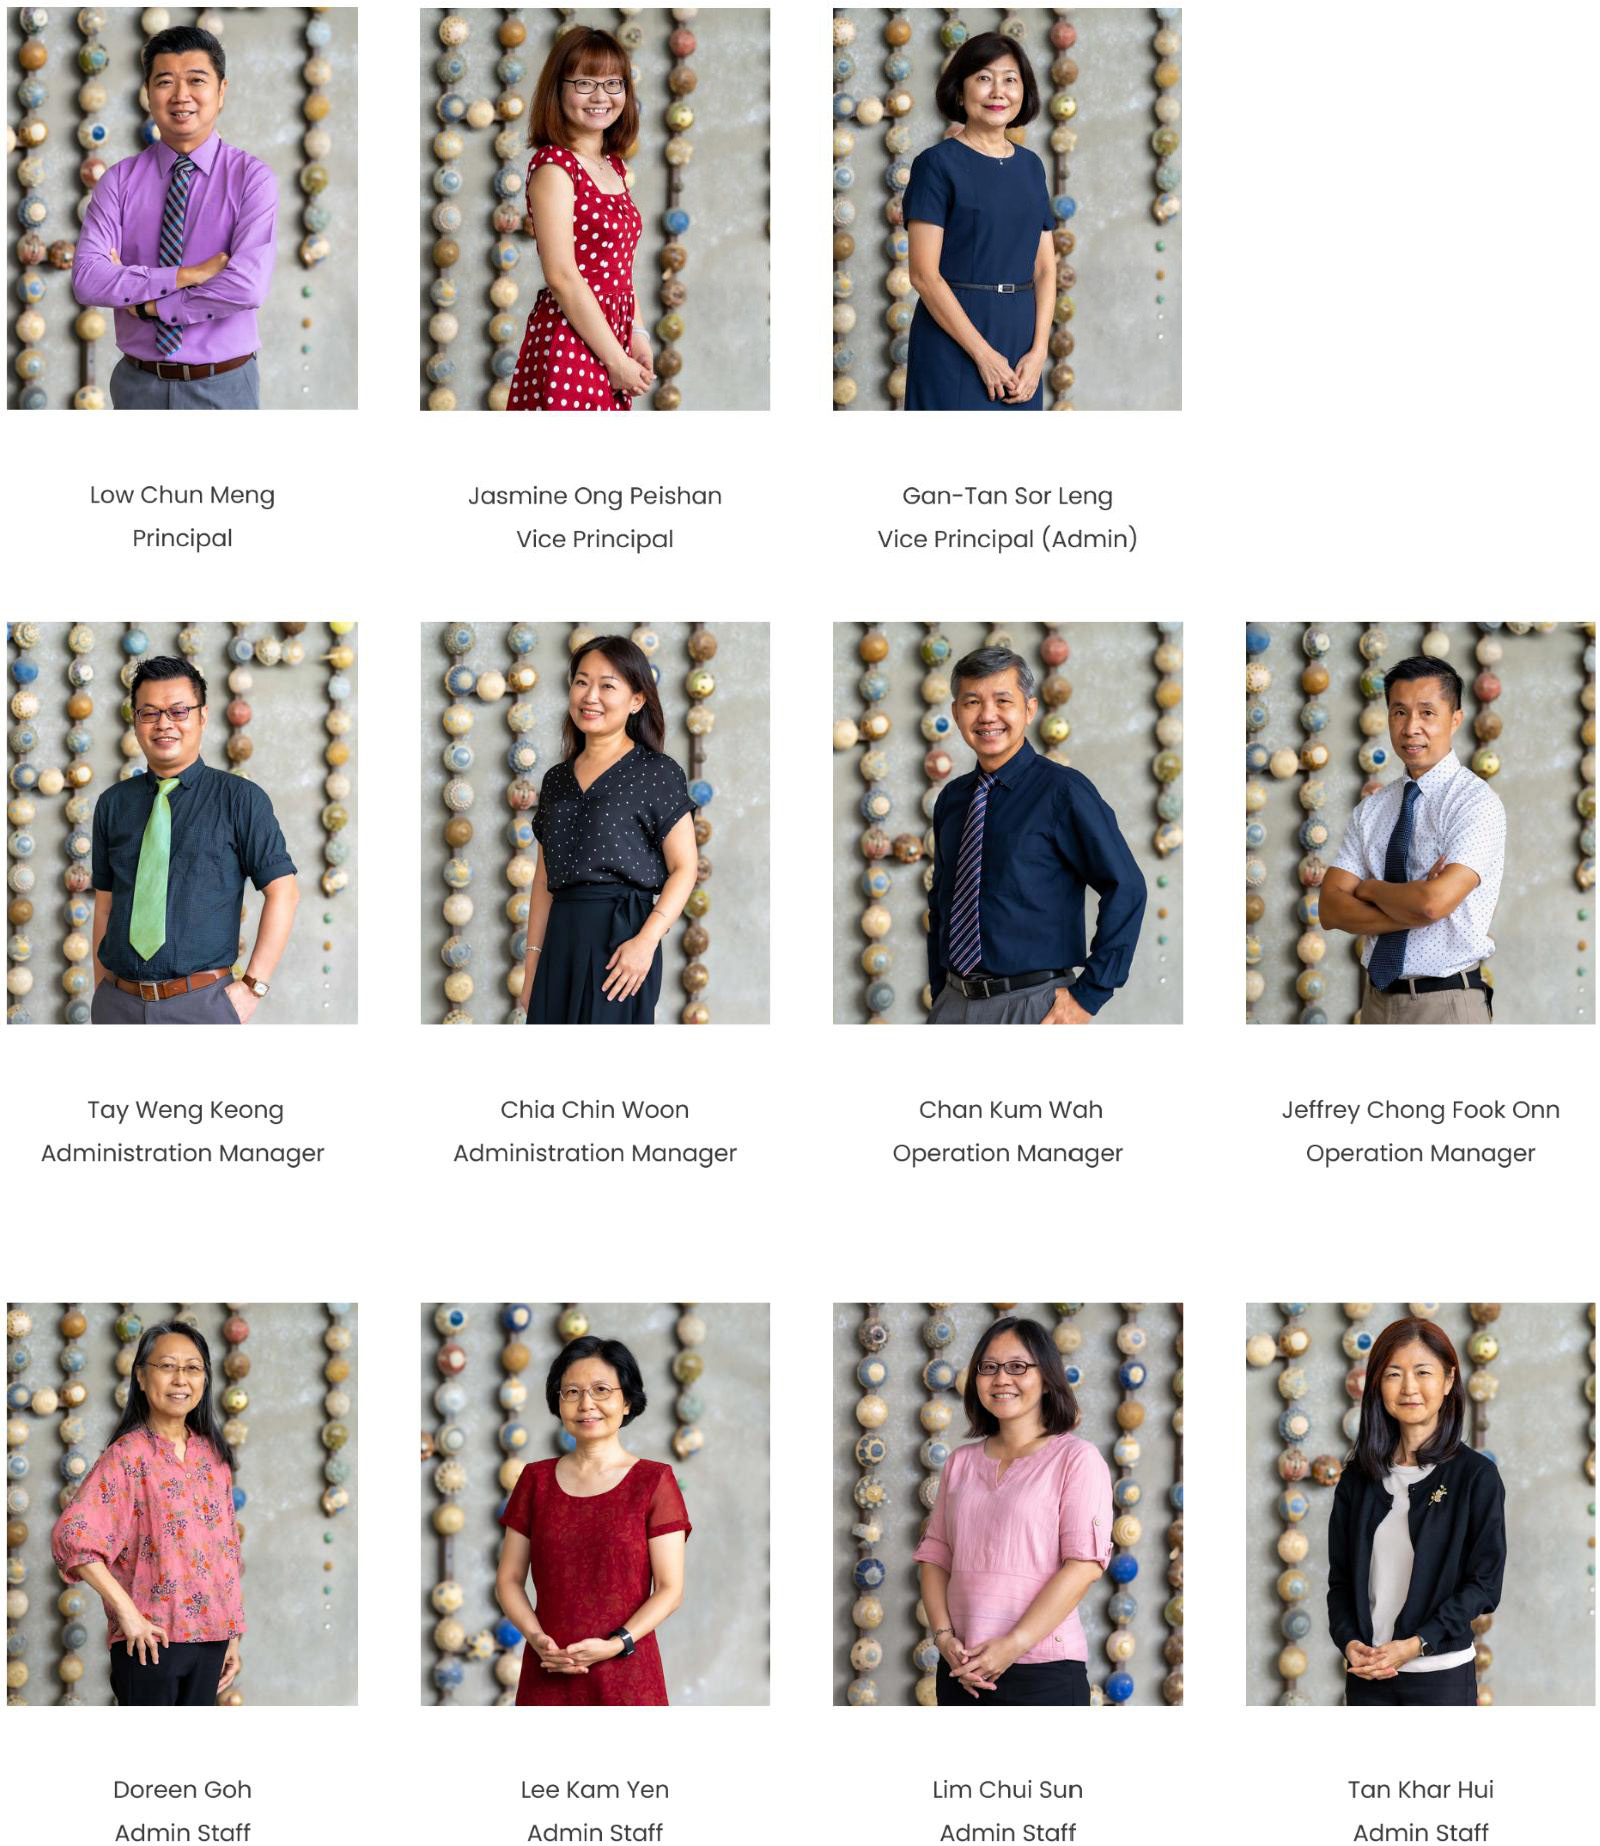 Low Chun Meng
Principal
Jasmine Ong Peishan
Vice Principal
Gan-Tan Sor Leng
Vice Principal (Admin)
Tay Weng Keong
Administration Manager
Chia Chin Woon
Administration Manager
Chan Kum Wah
Operation Manager
Jeffrey Chong Fook Onn
Operation Manager
Doreen Goh
Admin Staff
Lee Kam Yen
Admin Staff
Lim Chui Sun
Admin Staff
Tan Khar Hui
Admin Staff